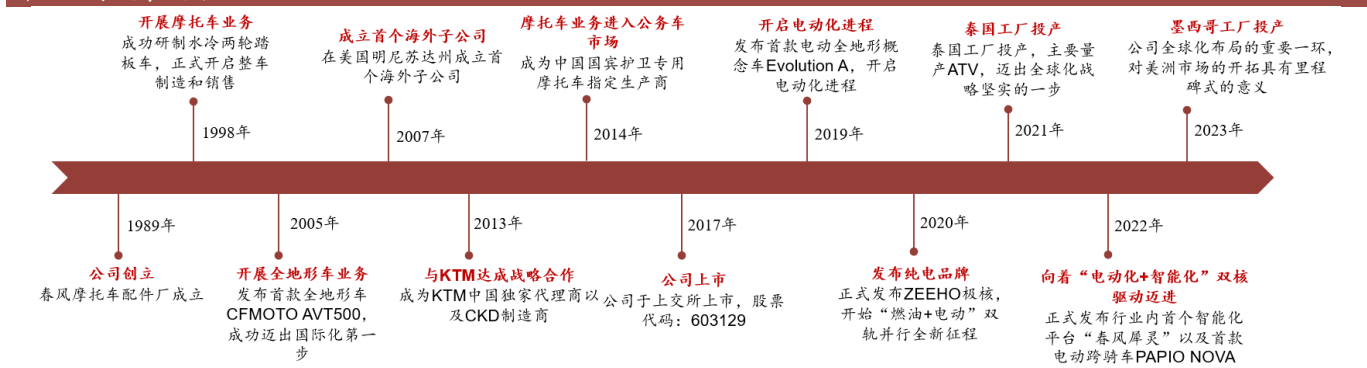 开展摩托车业务
成功研制水冷两轮踏
板车，正式开启整车
制造和销售
1998年
成立首个海外子公司
在美国明尼苏达州成立首
个海外子公司
2007年
摩托车业务进入公务车
市场
成为中国国宾护卫专用
摩托车指定生产商
2014年
开启电动化进程
发布首款电动全地形概
念车Evolution A，开启
电动化进程
2019年
泰国工厂投产
泰国工厂投产，主要量
产ATV，迈出全球化战
略坚实的一步
2021年
墨西哥工厂投产
公司全球化布局的重要一环，
对美洲市场的开拓具有里程
碑式的意义
2023年
1989年
公司创立
春风摩托车配件厂成立
2005年
开展全地形车业务
发布首款全地形车
CFMOTO AVT500，
成功迈出国际化第一
步
2013年
与KTM达成战略合作
成为KTM中国独家代理商以
及CKD制造商
2017年
公司上市
公司于上交所上市，股票
代码：603129
2020年
发布纯电品牌
正式发布ZEEHO极核，
开始“燃油+电动”双
轨并行全新征程
2022年
向着“电动化+智能化”双核
驱动迈进
正式发布行业内首个智能化
平台“春风犀灵”以及首款
电动跨骑车PAPIO NOVA